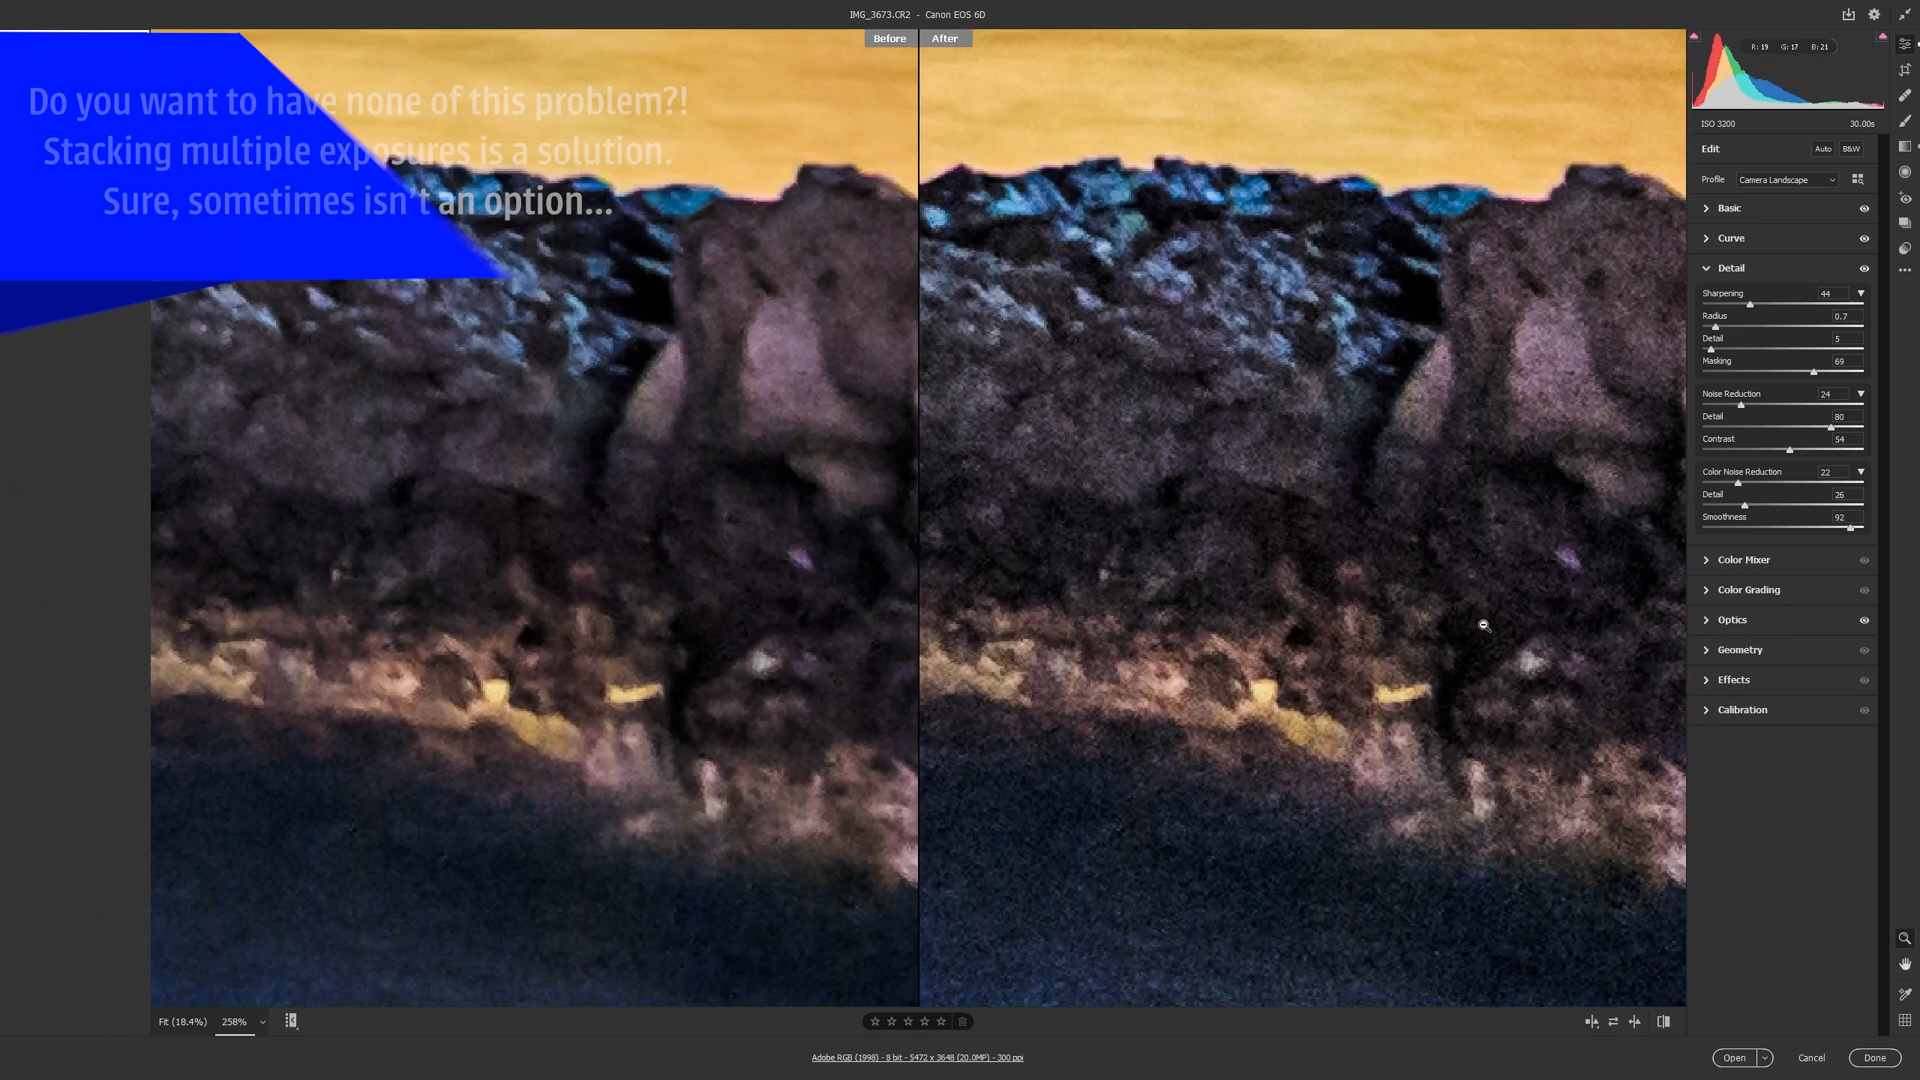 IMG_3673.CR2 - Canon EOS 6D
Before
After
Do you want to have none of this problem?!
Stacking multiple exposures is a solution.
Sure, sometimes isn't an option...
R: 19 G: 17 B: 21
ISO 3200 30.00s
Edit Auto B&W
Profile Camera Landscape
Basic
Curve
Detail
Sharpening 44
Radius 0.7
Detail 5
Masking 69
Noise Reduction 24
Detail 80
Contrast 54
Color Noise Reduction 22
Detail 26
Smoothness 92
Color Mixer
Color Grading
Optics
Geometry
Effects
Calibration
Fit (18.4%) 258%
Adobe RGB (1998) - 8 bit - 5472 x 3648 (20.0MP) - 300 ppi
Open Cancel Done